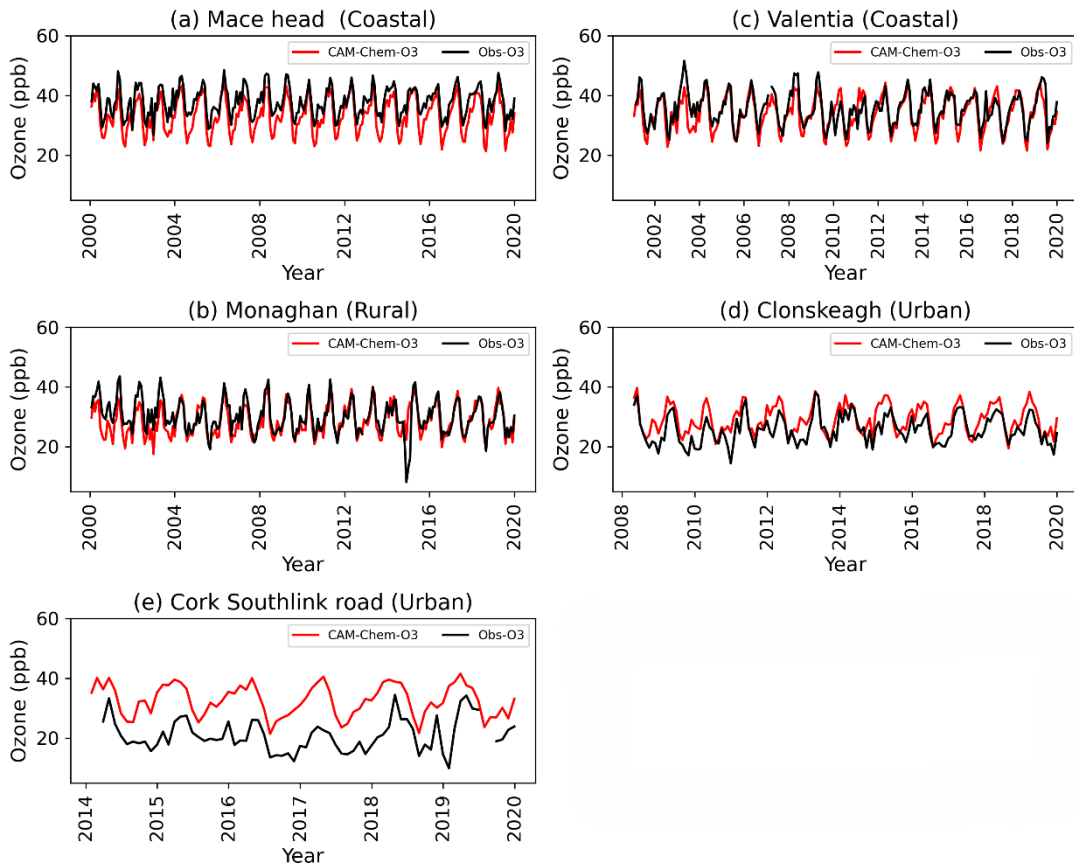 (a) Mace head (Coastal)
60
40
20
Ozone (ppb)
CAM-Chem-O3 Obs-O3
2000 2004 2008 2012 2016 2020
Year
(c) Valentia (Coastal)
60
40
20
Ozone (ppb)
CAM-Chem-O3 Obs-O3
2002 2004 2006 2008 2010 2012 2014 2016 2018 2020
Year
(b) Monaghan (Rural)
60
40
20
Ozone (ppb)
CAM-Chem-O3 Obs-O3
2000 2004 2008 2012 2016 2020
Year
(d) Clonskeagh (Urban)
60
40
20
Ozone (ppb)
CAM-Chem-O3 Obs-O3
2008 2010 2012 2014 2016 2018 2020
Year
(e) Cork Southlink road (Urban)
60
40
20
Ozone (ppb)
CAM-Chem-O3 Obs-O3
2014 2015 2016 2017 2018 2019 2020
Year